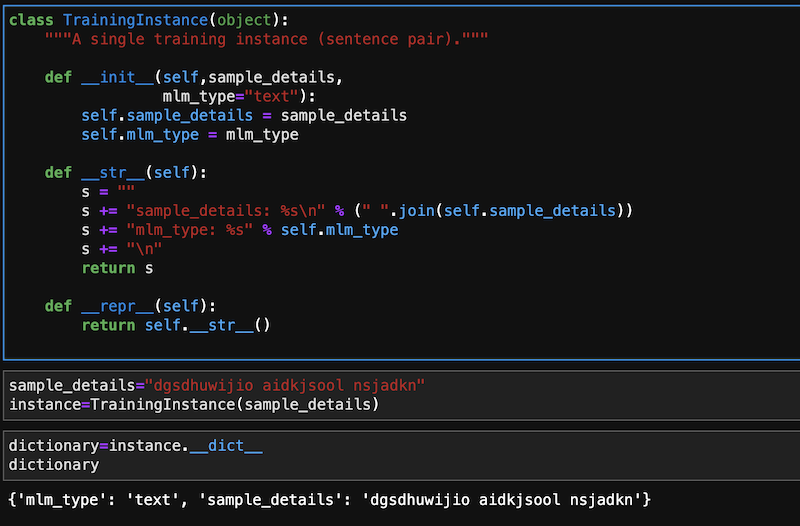 class TrainingInstance(object):
    """A single training instance (sentence pair)."""
    def __init__(self,sample_details,
                 mlm_type="text"):
        self.sample_details = sample_details
        self.mlm_type = mlm_type
    def __str__(self):
        s = ""
        s += "sample_details: %s\n" % (" ".join(self.sample_details))
        s += "mlm_type: %s" % self.mlm_type
        s += "\n"
        return s
    def __repr__(self):
        return self.__str__()
sample_details="dgsdhuwijio aidkjsool nsjadkn"
instance=TrainingInstance(sample_details)
dictionary=instance.__dict__
dictionary
{'mlm_type': 'text', 'sample_details': 'dgsdhuwijio aidkjsool nsjadkn'}